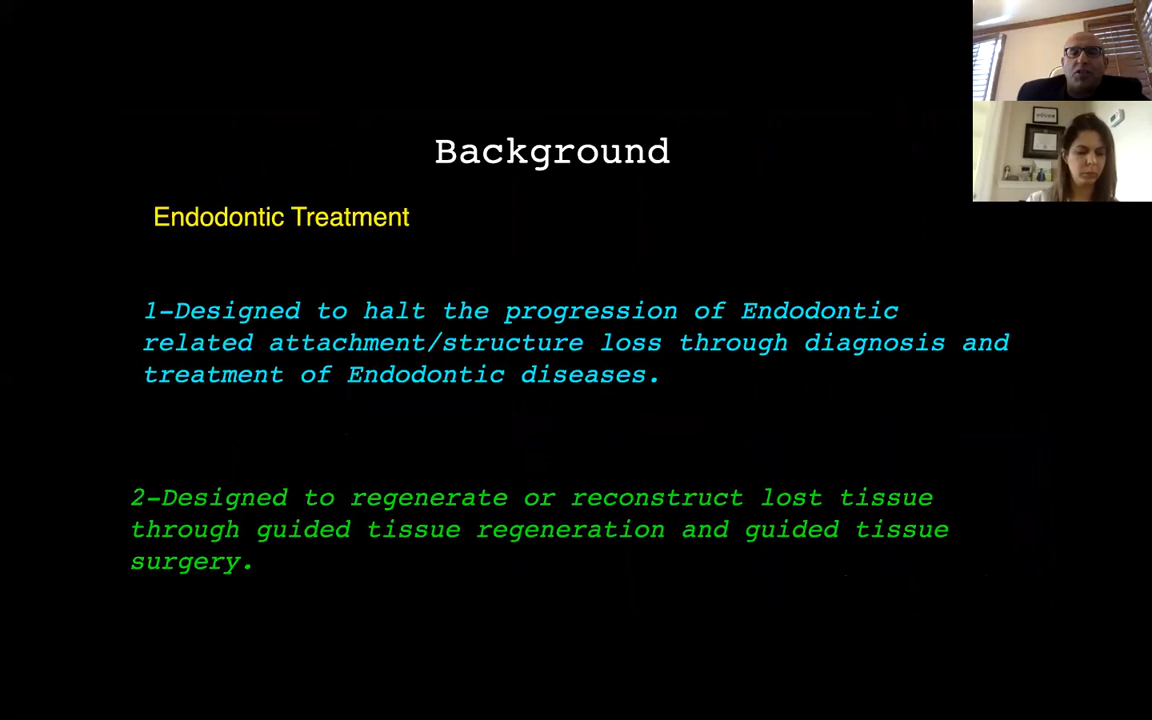 Background
Endodontic Treatment
1-Designed to halt the progression of Endodontic
related attachment/structure loss through diagnosis and
treatment of Endodontic diseases.
2-Designed to regenerate or reconstruct lost tissue
through guided tissue regeneration and guided tissue
surgery.